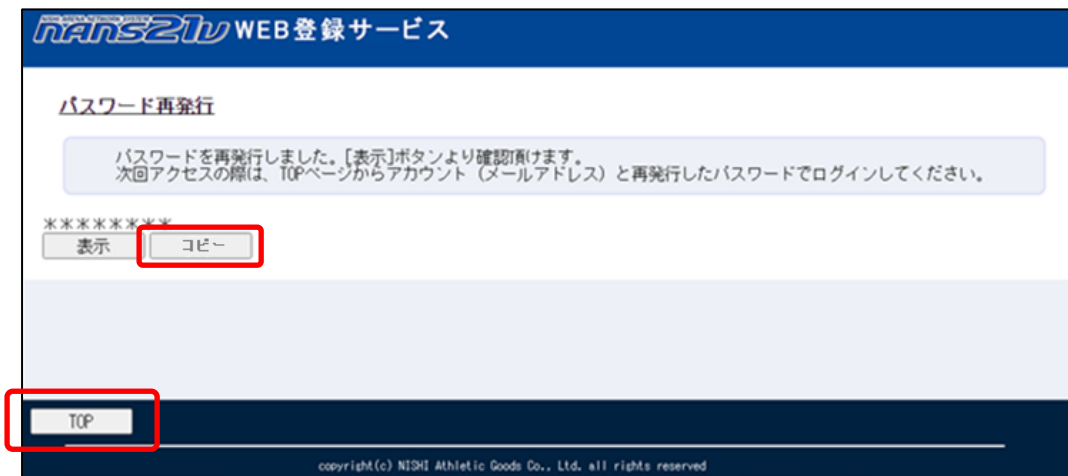 NISHI ARENA NETWORK SYSTEM
nans21v WEB登録サービス
パスワード再発行
パスワードを再発行しました。[表示]ボタンより確認頂けます。
次回アクセスの際は、TOPページからアカウント（メールアドレス）と再発行したパスワードでログインしてください。
********
表示 コピー
TOP
copyright(c) NISHI Athletic Goods Co., Ltd. all rights reserved